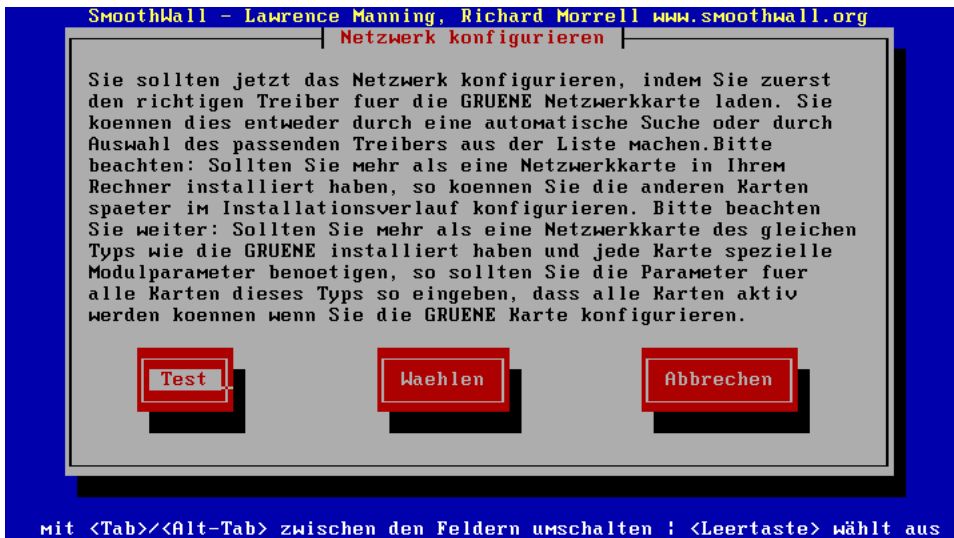 SmoothWall - Lawrence Manning, Richard Morrell www.smoothwall.org
Netzwerk konfigurieren
Sie sollten jetzt das Netzwerk konfigurieren, indem Sie zuerst
den richtigen Treiber fuer die GRUENE Netzwerkkarte laden. Sie
koennen dies entweder durch eine automatische Suche oder durch
Auswahl des passenden Treibers aus der Liste machen.Bitte
beachten: Sollten Sie mehr als eine Netzwerkkarte in Ihrem
Rechner installiert haben, so koennen Sie die anderen Karten
spaeter im Installationsverlauf konfigurieren. Bitte beachten
Sie weiter: Sollten Sie mehr als eine Netzwerkkarte des gleichen
Typs wie die GRUENE installiert haben und jede Karte spezielle
Modulparameter benoetigen, so sollten Sie die Parameter fuer
alle Karten dieses Typs so eingeben, dass alle Karten aktiv
werden koennen wenn Sie die GRUENE Karte konfigurieren.
Test Waehlen Abbrechen
mit <Tab>/<Alt-Tab> zwischen den Feldern umschalten ¦ <Leertaste> wählt aus